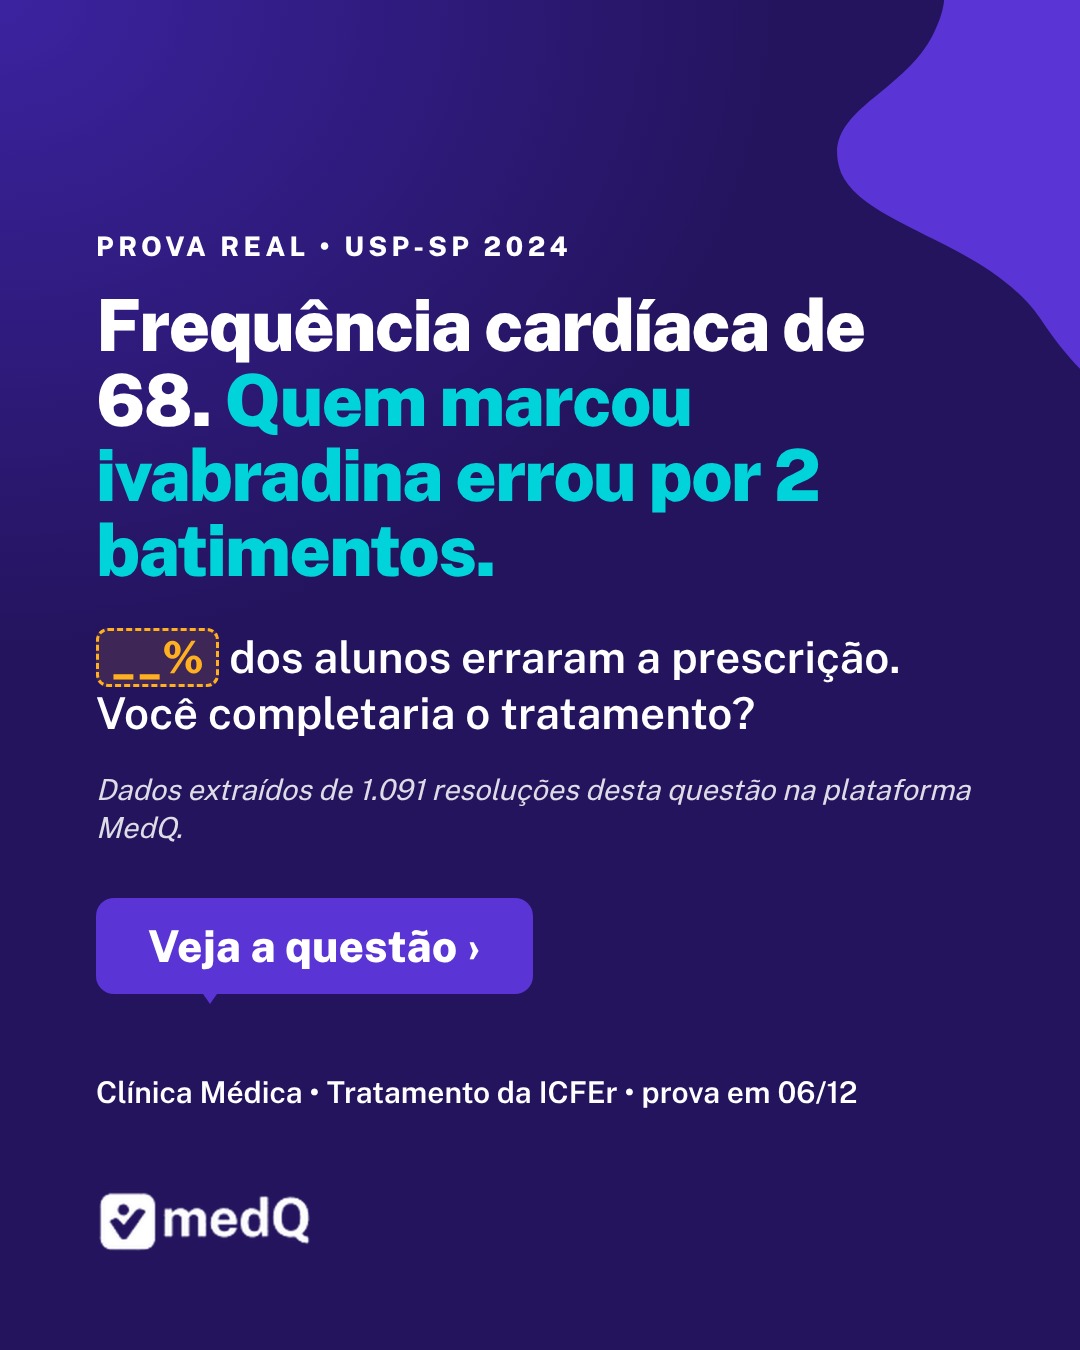 PROVA REAL • USP-SP 2024
Frequência cardíaca de
68. Quem marcou
ivabradina errou por 2
batimentos.
__% dos alunos erraram a prescrição.
Você completaria o tratamento?
Dados extraídos de 1.091 resoluções desta questão na plataforma
MedQ.
Veja a questão ›
Clínica Médica • Tratamento da ICFEr • prova em 06/12
medQ